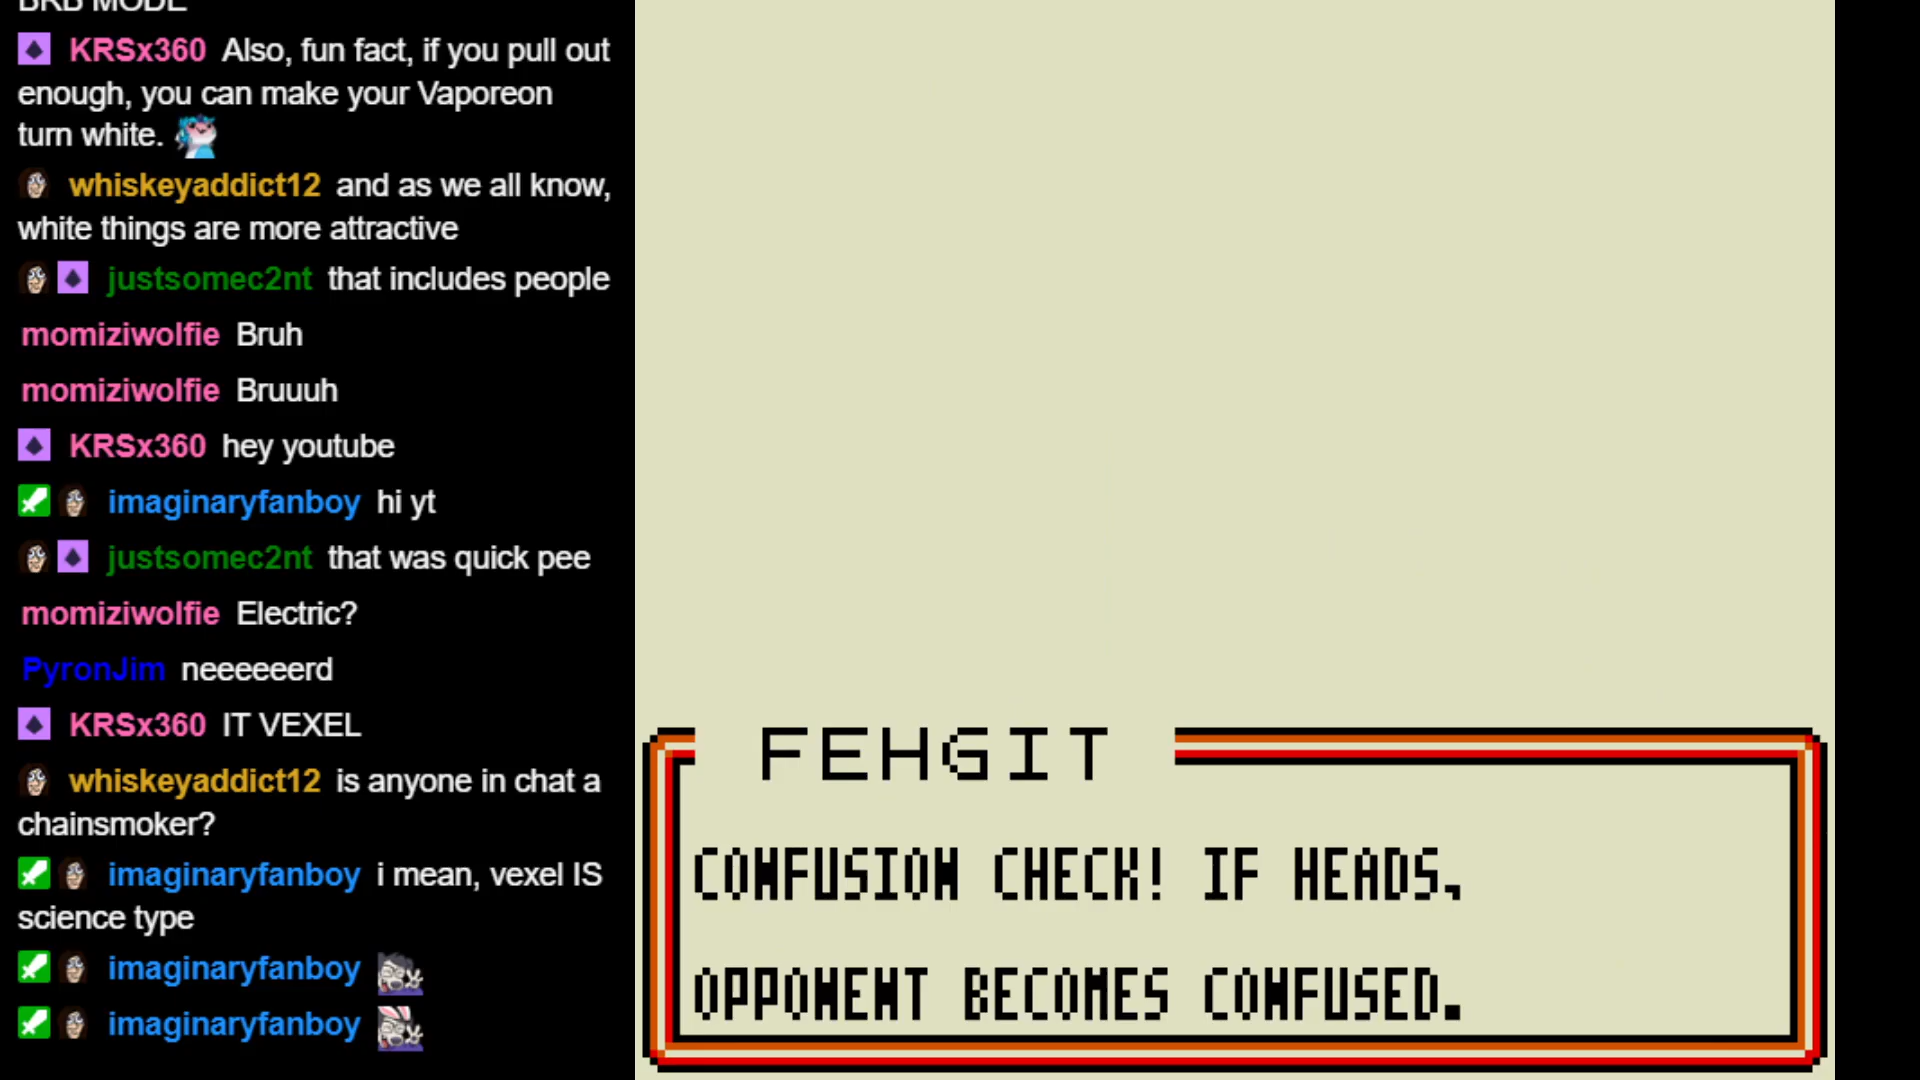 BRB MODE
KRSx360 Also, fun fact, if you pull out
enough, you can make your Vaporeon
turn white.
whiskeyaddict12 and as we all know,
white things are more attractive
justsomec2nt that includes people
momiziwolfie Bruh
momiziwolfie Bruuuh
KRSx360 hey youtube
imaginaryfanboy hi yt
justsomec2nt that was quick pee
momiziwolfie Electric?
PyronJim neeeeeerd
KRSx360 IT VEXEL
whiskeyaddict12 is anyone in chat a
chainsmoker?
imaginaryfanboy i mean, vexel IS
science type
imaginaryfanboy
imaginaryfanboy
FEHGIT
CONFUSION CHECK! IF HEADS,
OPPONENT BECOMES CONFUSED.